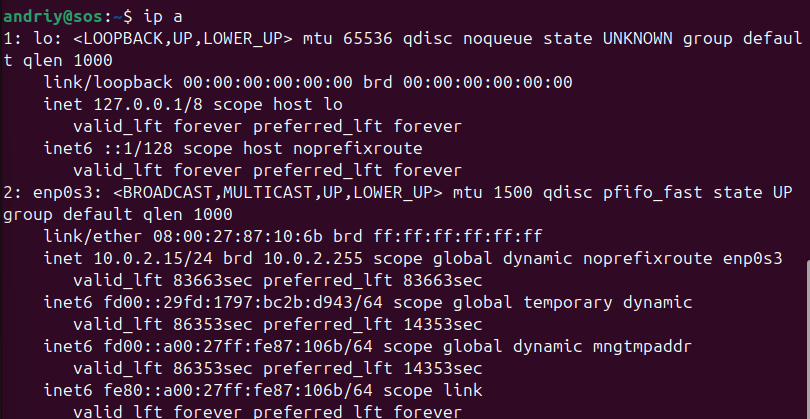 andriy@sos:~$ ip a
1: lo: <LOOPBACK,UP,LOWER_UP> mtu 65536 qdisc noqueue state UNKNOWN group defaul
t qlen 1000
    link/loopback 00:00:00:00:00:00 brd 00:00:00:00:00:00
    inet 127.0.0.1/8 scope host lo
       valid_lft forever preferred_lft forever
    inet6 ::1/128 scope host noprefixroute
       valid_lft forever preferred_lft forever
2: enp0s3: <BROADCAST,MULTICAST,UP,LOWER_UP> mtu 1500 qdisc pfifo_fast state UP
group default qlen 1000
    link/ether 08:00:27:87:10:6b brd ff:ff:ff:ff:ff:ff
    inet 10.0.2.15/24 brd 10.0.2.255 scope global dynamic noprefixroute enp0s3
       valid_lft 83663sec preferred_lft 83663sec
    inet6 fd00::29fd:1797:bc2b:d943/64 scope global temporary dynamic
       valid_lft 86353sec preferred_lft 14353sec
    inet6 fd00::a00:27ff:fe87:106b/64 scope global dynamic mngtmpaddr
       valid_lft 86353sec preferred_lft 14353sec
    inet6 fe80::a00:27ff:fe87:106b/64 scope link
       valid_lft forever preferred_lft forever